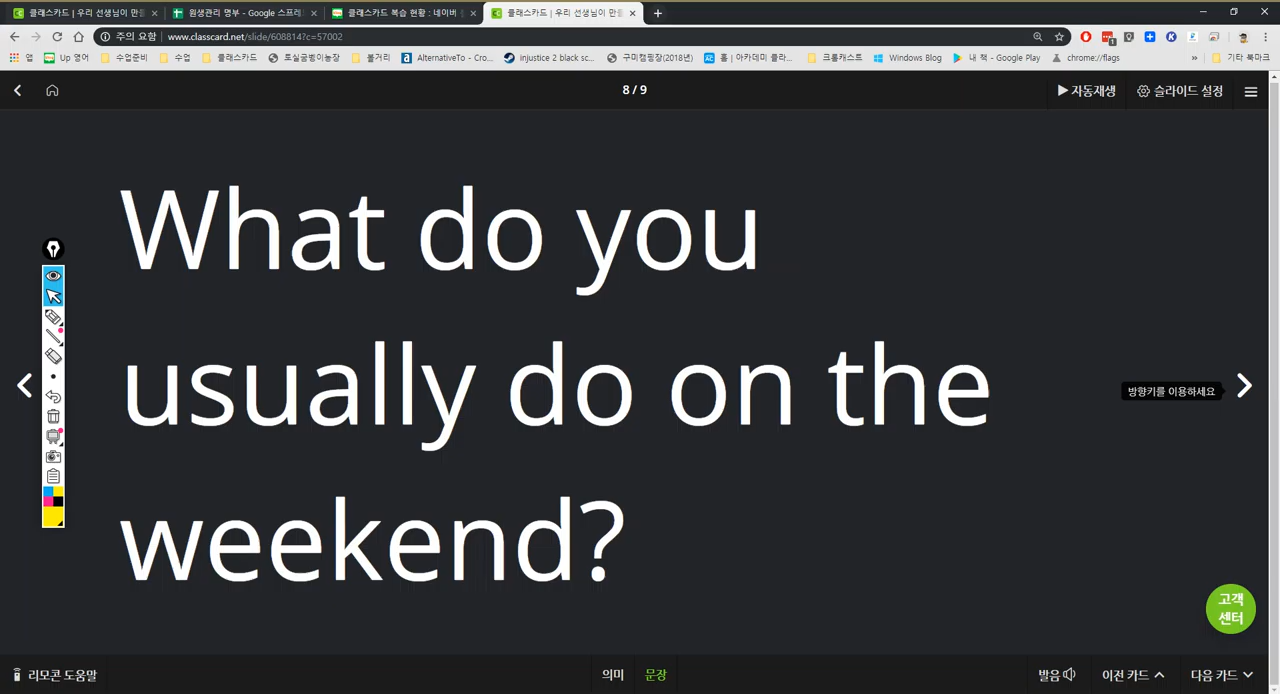 클래스카드 | 우리 선생님이 만든
원생관리 명부 - Google 스프레
클래스카드 복습 현황 : 네이버
클래스카드 | 우리 선생님이 만든
주의 요함 | www.classcard.net/slide/608814?c=57002
앱 Up 영어 수업준비 수업 클래스카드 토실공벵이농장 볼거리 AlternativeTo - Cro... injustice 2 black sc... 구미캠핑장(2018년) 홈 | 아카데미 클라... 크롬캐스트 Windows Blog 내 책 - Google Play chrome://flags » 기타 북마크
8 / 9
자동재생 슬라이드 설정
What do you
usually do on the
weekend?
방향키를 이용하세요
고객
센터
리모콘 도움말 의미 문장 발음 이전 카드 다음 카드